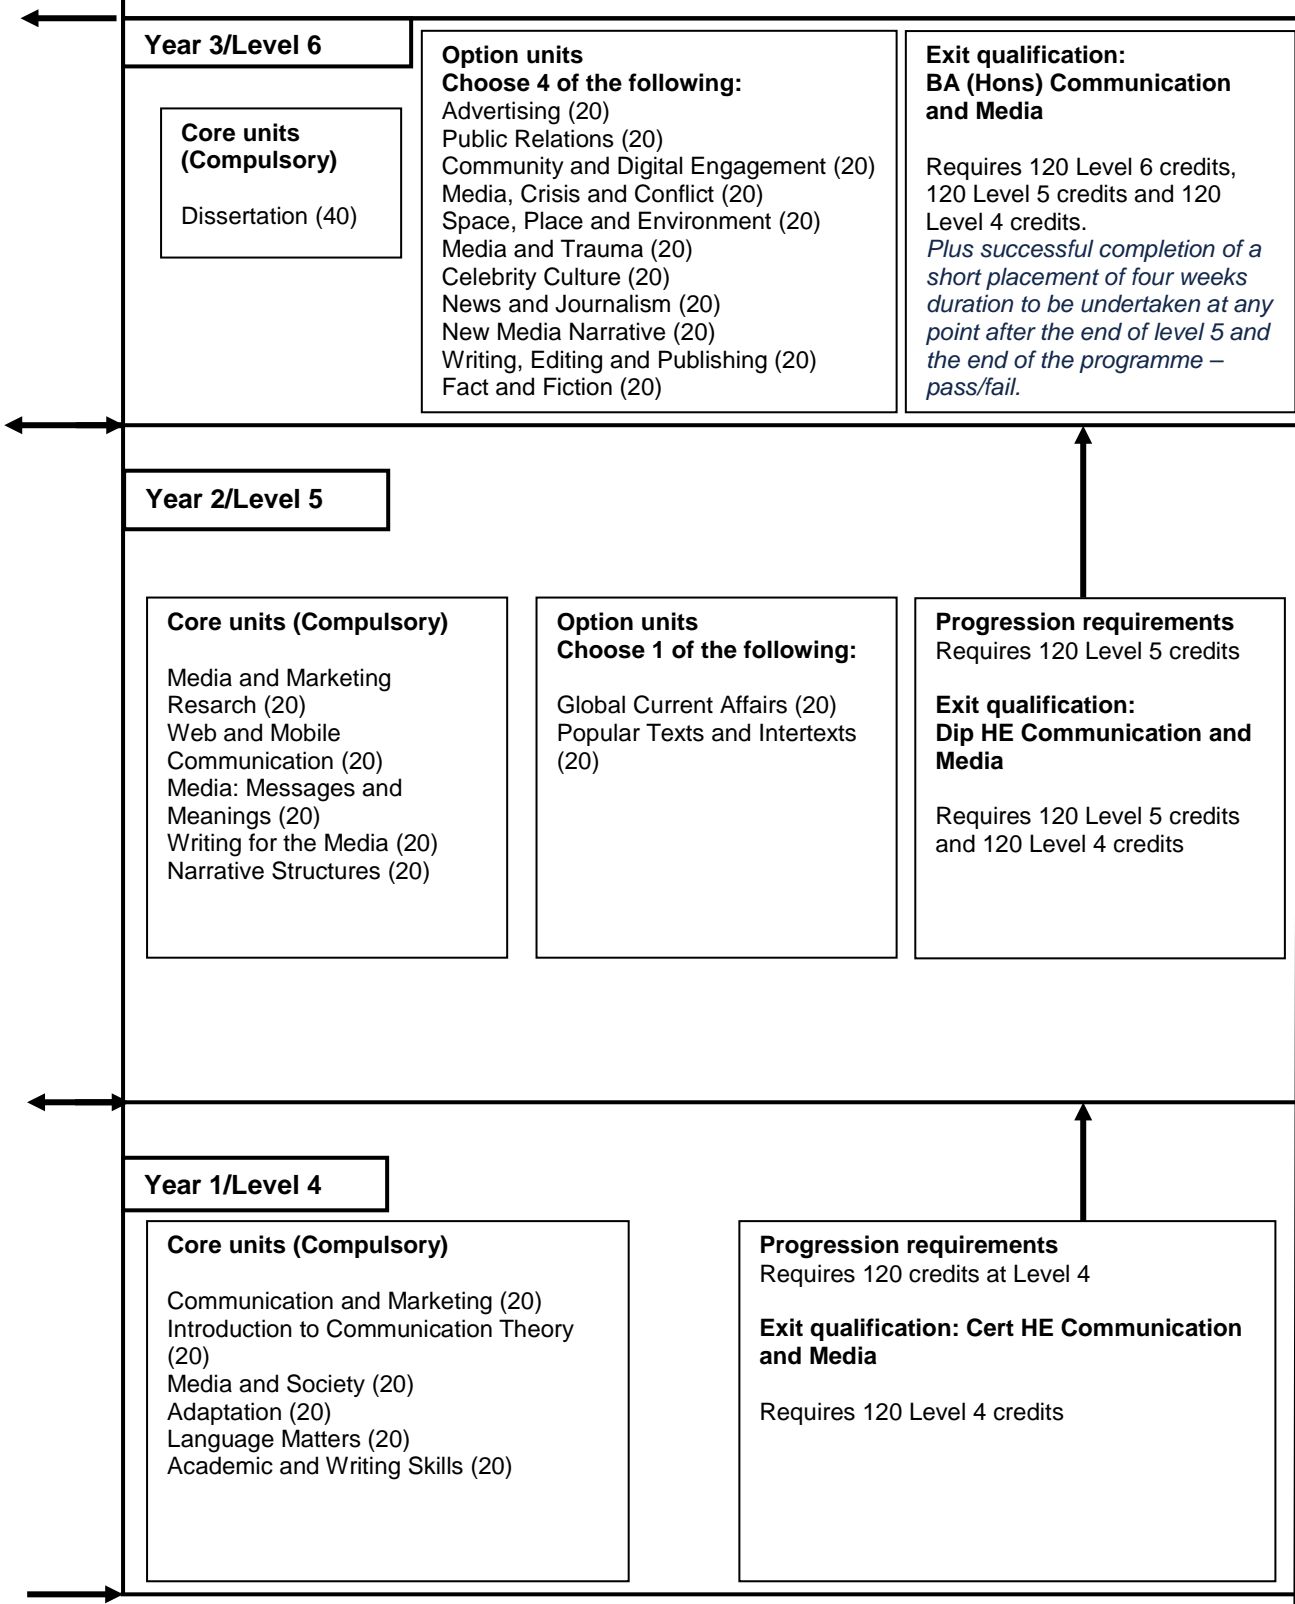 Year 3/Level 6
Core units
(Compulsory)
Dissertation (40)
Option units
Choose 4 of the following:
Advertising (20)
Public Relations (20)
Community and Digital Engagement (20)
Media, Crisis and Conflict (20)
Space, Place and Environment (20)
Media and Trauma (20)
Celebrity Culture (20)
News and Journalism (20)
New Media Narrative (20)
Writing, Editing and Publishing (20)
Fact and Fiction (20)
Exit qualification:
BA (Hons) Communication
and Media
Requires 120 Level 6 credits,
120 Level 5 credits and 120
Level 4 credits.
Plus successful completion of a
short placement of four weeks
duration to be undertaken at any
point after the end of level 5 and
the end of the programme –
pass/fail.
Year 2/Level 5
Core units (Compulsory)
Media and Marketing
Resarch (20)
Web and Mobile
Communication (20)
Media: Messages and
Meanings (20)
Writing for the Media (20)
Narrative Structures (20)
Option units
Choose 1 of the following:
Global Current Affairs (20)
Popular Texts and Intertexts
(20)
Progression requirements
Requires 120 Level 5 credits
Exit qualification:
Dip HE Communication and
Media
Requires 120 Level 5 credits
and 120 Level 4 credits
Year 1/Level 4
Core units (Compulsory)
Communication and Marketing (20)
Introduction to Communication Theory
(20)
Media and Society (20)
Adaptation (20)
Language Matters (20)
Academic and Writing Skills (20)
Progression requirements
Requires 120 credits at Level 4
Exit qualification: Cert HE Communication
and Media
Requires 120 Level 4 credits